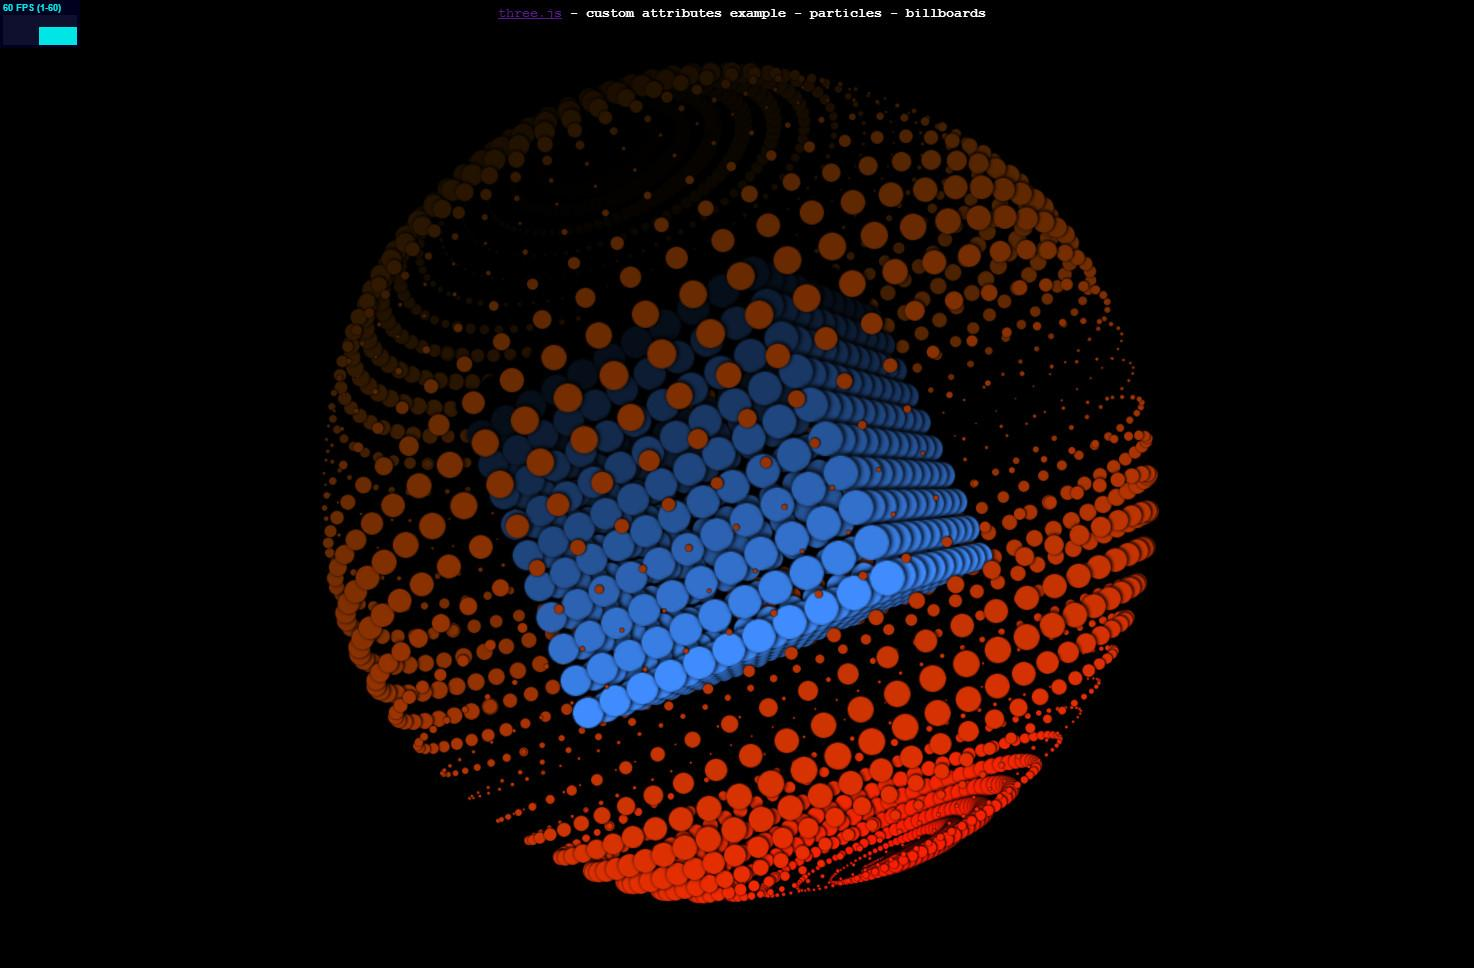 60 FPS (1-60)
three.js - custom attributes example - particles - billboards